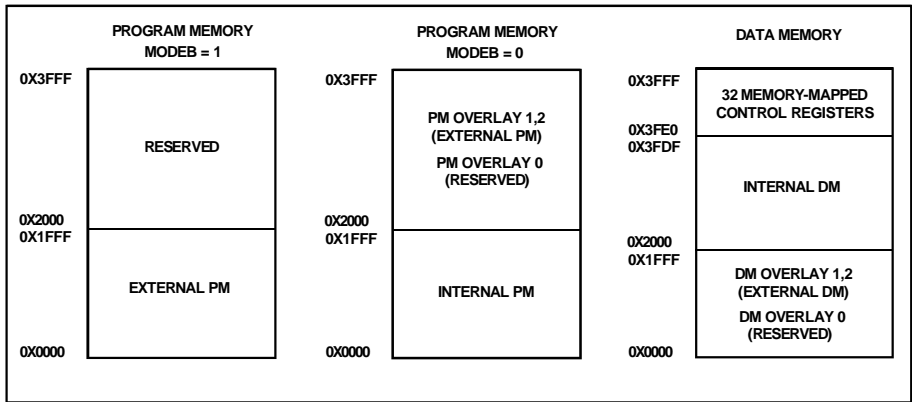 PROGRAM MEMORY
MODEB = 1
0X3FFF
RESERVED
0X2000
0X1FFF
EXTERNAL PM
0X0000
PROGRAM MEMORY
MODEB = 0
0X3FFF
PM OVERLAY 1,2
(EXTERNAL PM)
PM OVERLAY 0
(RESERVED)
0X2000
0X1FFF
INTERNAL PM
0X0000
DATA MEMORY
0X3FFF
32 MEMORY-MAPPED
CONTROL REGISTERS
0X3FE0
0X3FDF
INTERNAL DM
0X2000
0X1FFF
DM OVERLAY 1,2
(EXTERNAL DM)
DM OVERLAY 0
(RESERVED)
0X0000